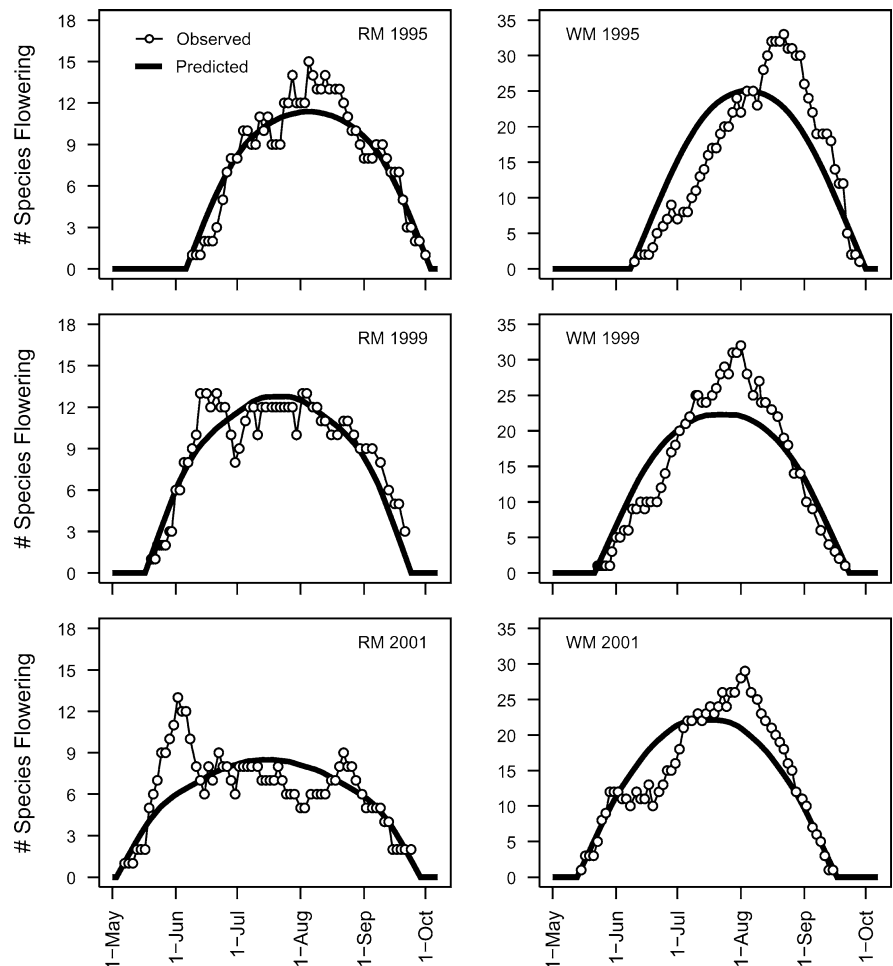 18
15
12
9
6
3
0
# Species Flowering
Observed
Predicted
RM 1995
35
30
25
20
15
10
5
0
WM 1995
18
15
12
9
6
3
0
# Species Flowering
RM 1999
35
30
25
20
15
10
5
0
WM 1999
18
15
12
9
6
3
0
# Species Flowering
RM 2001
35
30
25
20
15
10
5
0
WM 2001
1-May
1-Jun
1-Jul
1-Aug
1-Sep
1-Oct
1-May
1-Jun
1-Jul
1-Aug
1-Sep
1-Oct